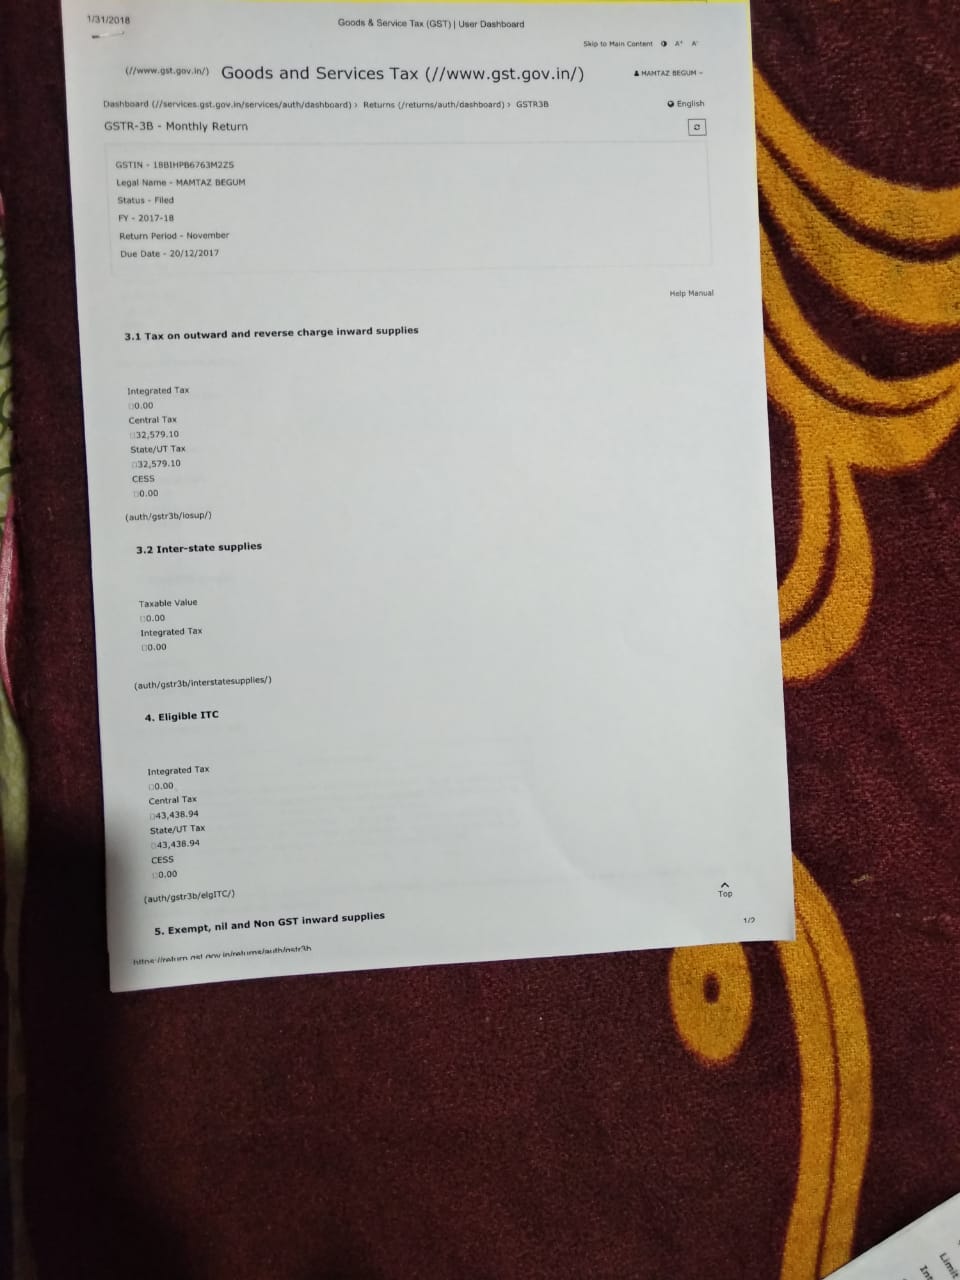 1/31/2018 Goods & Service Tax (GST) | User Dashboard
Skip to Main Content A+ A-
(//www.gst.gov.in/) Goods and Services Tax (//www.gst.gov.in/) MAMTAZ BEGUM
Dashboard (//services.gst.gov.in/services/auth/dashboard) › Returns (/returns/auth/dashboard) › GSTR3B English
GSTR-3B - Monthly Return
GSTIN - 18BIHPB6763M2ZS
Legal Name - MAMTAZ BEGUM
Status - Filed
FY - 2017-18
Return Period - November
Due Date - 20/12/2017
Help Manual
3.1 Tax on outward and reverse charge inward supplies
Integrated Tax
0.00
Central Tax
32,579.10
State/UT Tax
32,579.10
CESS
0.00
(auth/gstr3b/losup/)
3.2 Inter-state supplies
Taxable Value
0.00
Integrated Tax
0.00
(auth/gstr3b/interstatesupplies/)
4. Eligible ITC
Integrated Tax
0.00
Central Tax
43,438.94
State/UT Tax
43,438.94
CESS
0.00
(auth/gstr3b/elgITC/)
Top
5. Exempt, nil and Non GST inward supplies
1/2
https://return.gst.gov.in/returns/auth/gstr3b